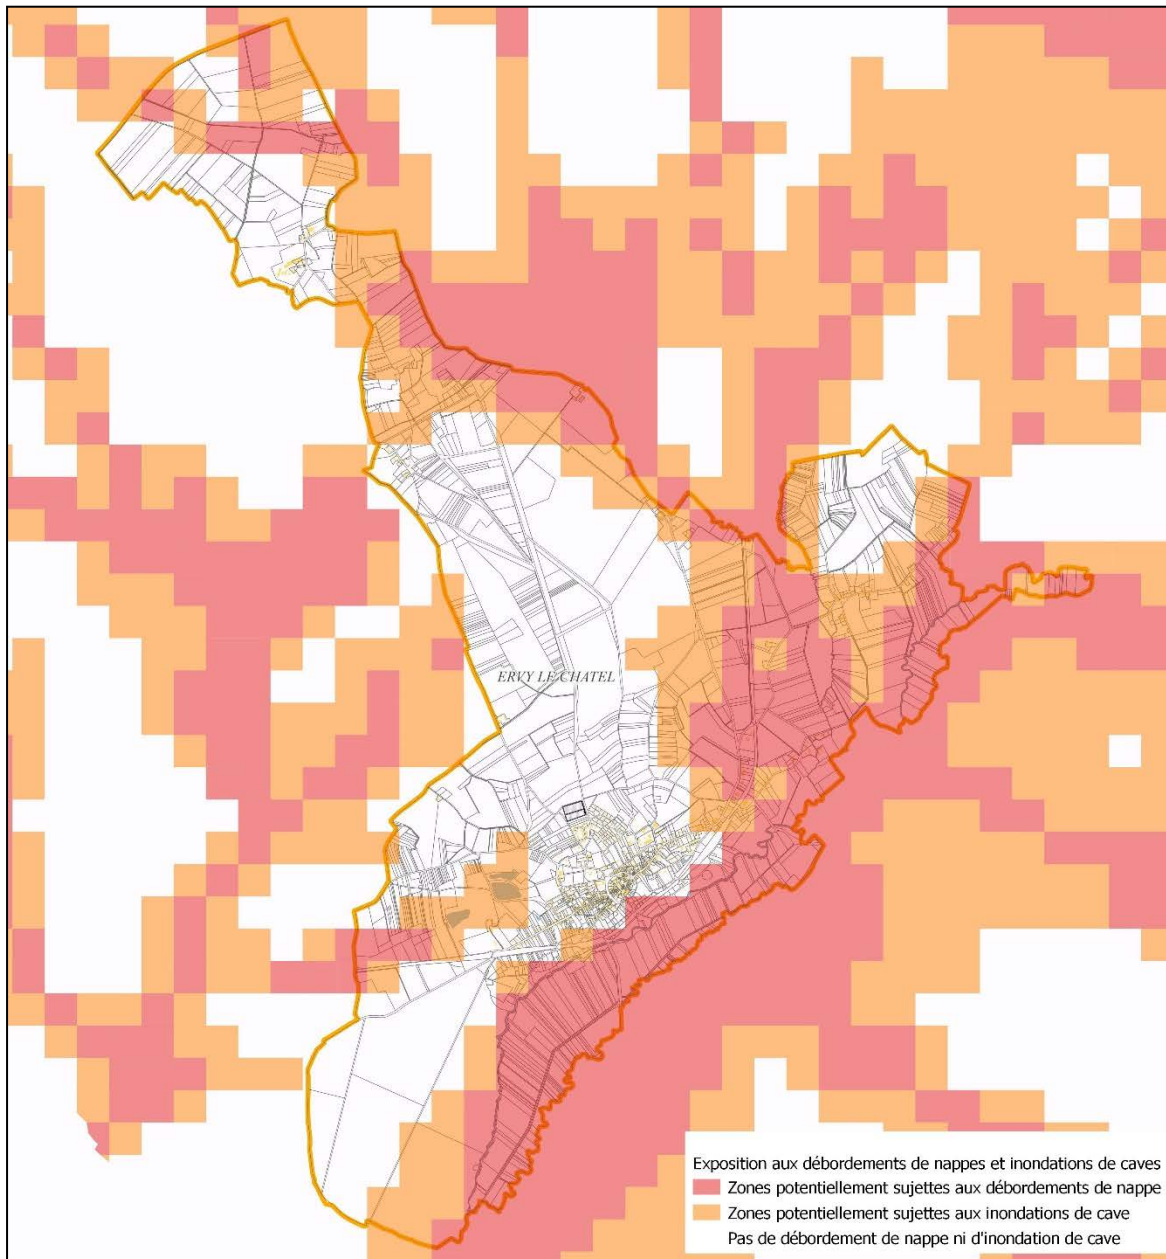 ERVY LE CHATEL
Exposition aux débordements de nappes et inondations de caves
Zones potentiellement sujettes aux débordements de nappe
Zones potentiellement sujettes aux inondations de cave
Pas de débordement de nappe ni d'inondation de cave